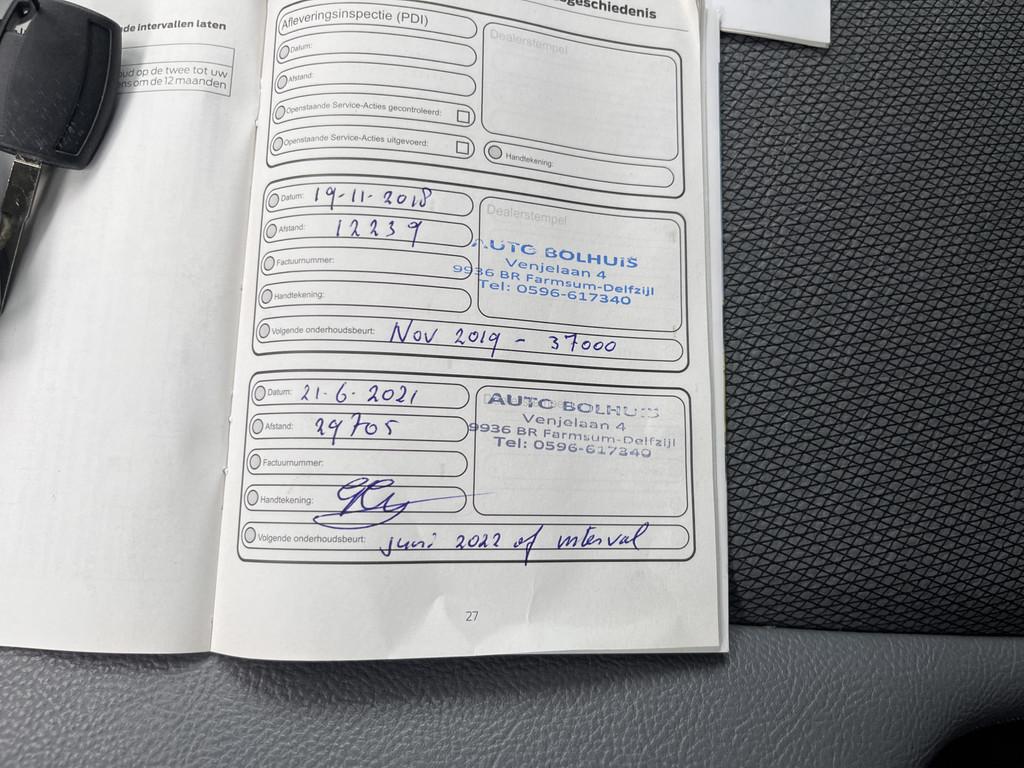 de intervallen laten
oud op de twee tot uw
ns om de 12 maanden
geschiedenis
Afleveringsinspectie (PDI)
Datum:
Afstand:
Openstaande Service-Acties gecontroleerd:
Openstaande Service-Acties uitgevoerd:
Dealerstempel
Handtekening:
Datum: 19-11-2018
Afstand: 12239
Factuurnummer:
Handtekening:
Dealerstempel
AUTO BOLHUIS
Venjelaan 4
9936 BR Farmsum-Delfzijl
Tel: 0596-617340
Volgende onderhoudsbeurt: Nov 2019 - 37000
Datum: 21-6-2021
Afstand: 29705
Factuurnummer:
Handtekening:
AUTO BOLHUIS
Venjelaan 4
9936 BR Farmsum-Delfzijl
Tel: 0596-617340
Volgende onderhoudsbeurt: juni 2022 of interval
27